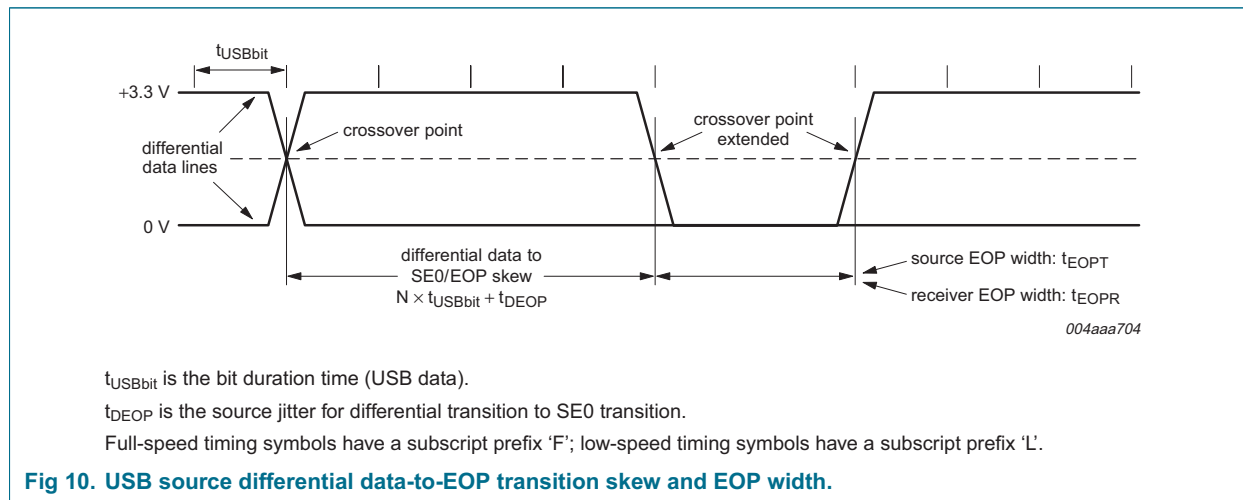 tUSBbit
+3.3 V
crossover point
crossover point
extended
differential
data lines
0 V
differential data to
SE0/EOP skew
N × tUSBbit + tDEOP
source EOP width: tEOPT
receiver EOP width: tEOPR
004aaa704
tUSBbit is the bit duration time (USB data).
tDEOP is the source jitter for differential transition to SE0 transition.
Full-speed timing symbols have a subscript prefix ‘F’; low-speed timing symbols have a subscript prefix ‘L’.
Fig 10. USB source differential data-to-EOP transition skew and EOP width.